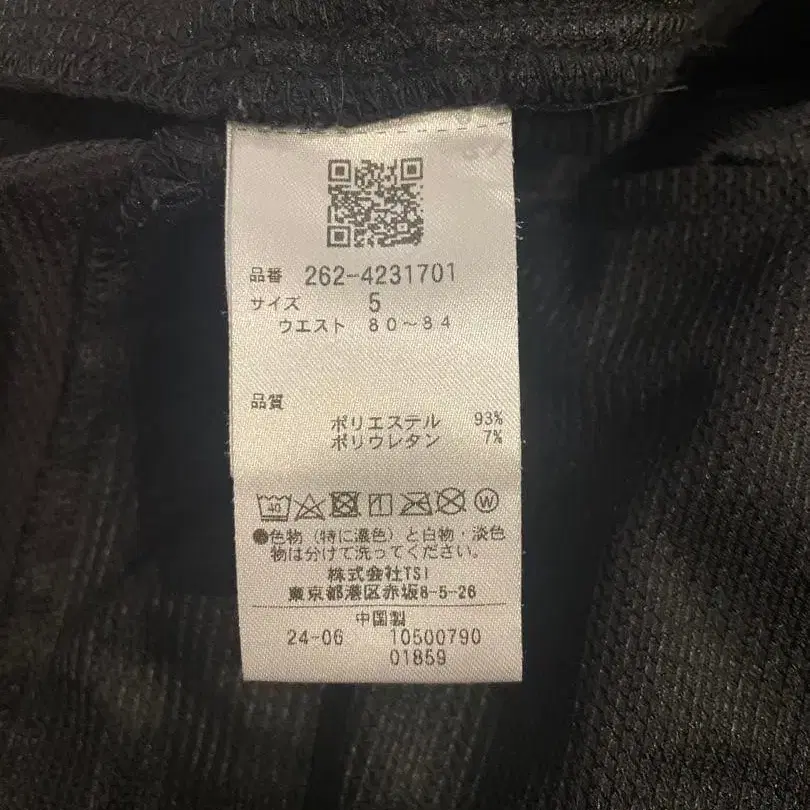 品番 262-4231701
サイズ 5
ウエスト 80~84
品質
ポリエステル 93%
ポリウレタン 7%
40 W
●色物(特に濃色)と白物・淡色
物は分けて洗ってください。
株式会社TSI
東京都港区赤坂8-5-26
中国製
24-06 10500790
01859